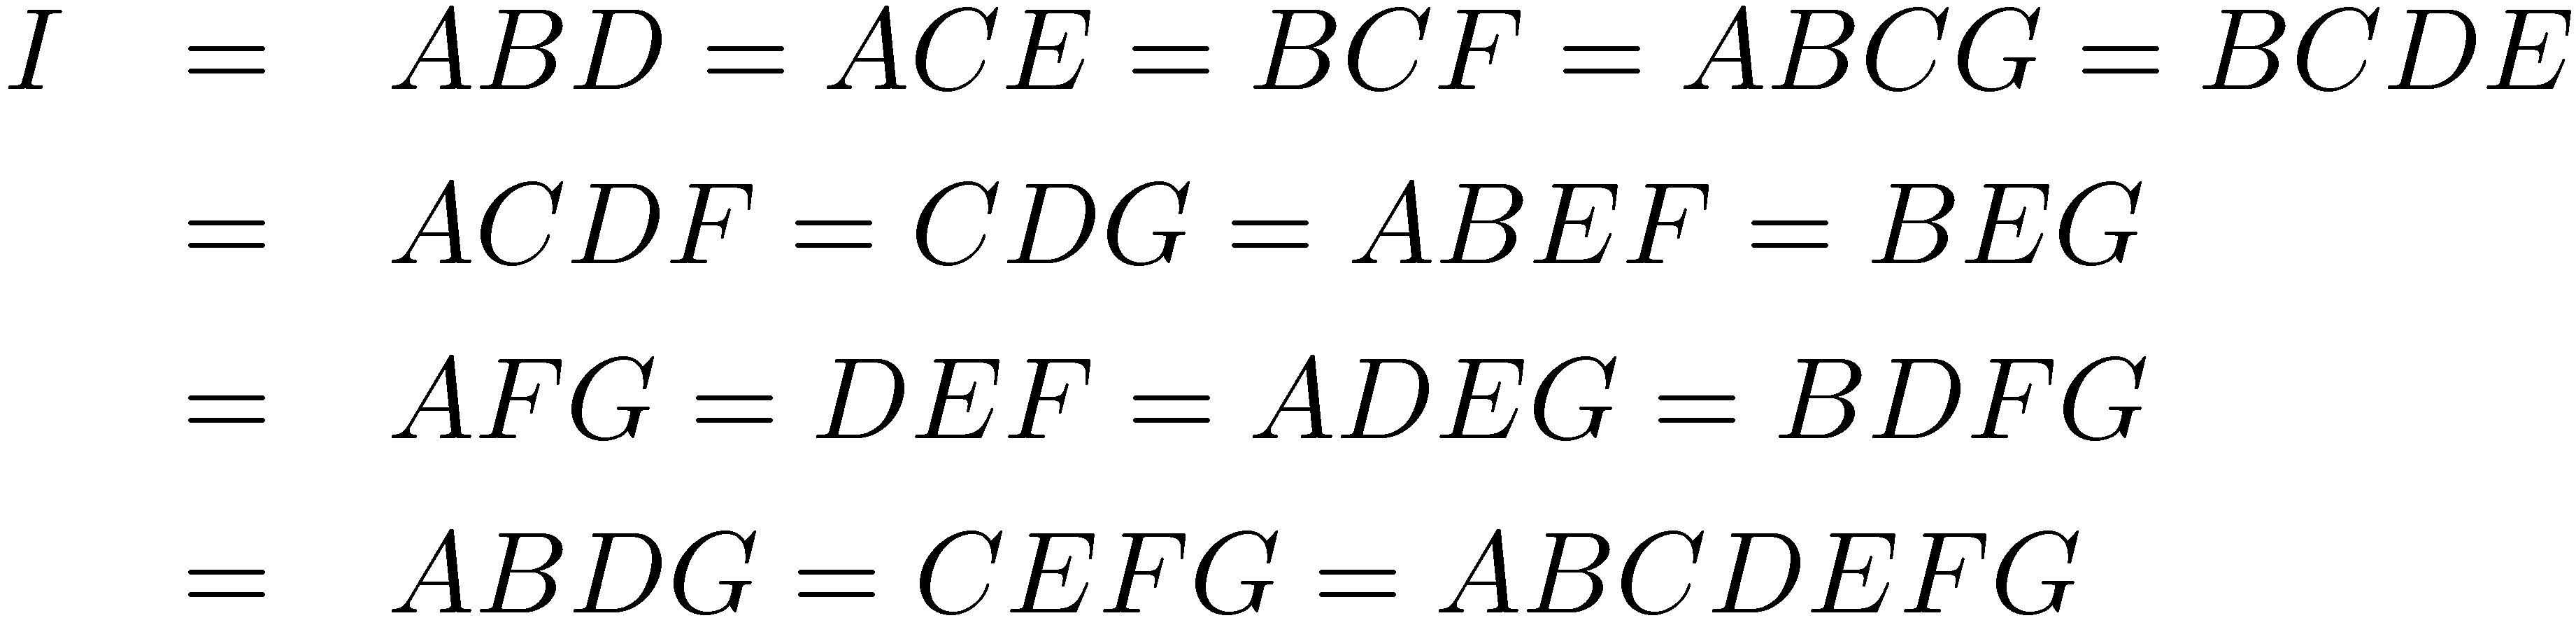 I = ABD = ACE = BCF = ABCG = BCDE
= ACDF = CDG = ABEF = BEG
= AFG = DEF = ADEG = BDFG
= ABDG = CEFG = ABCDEFG